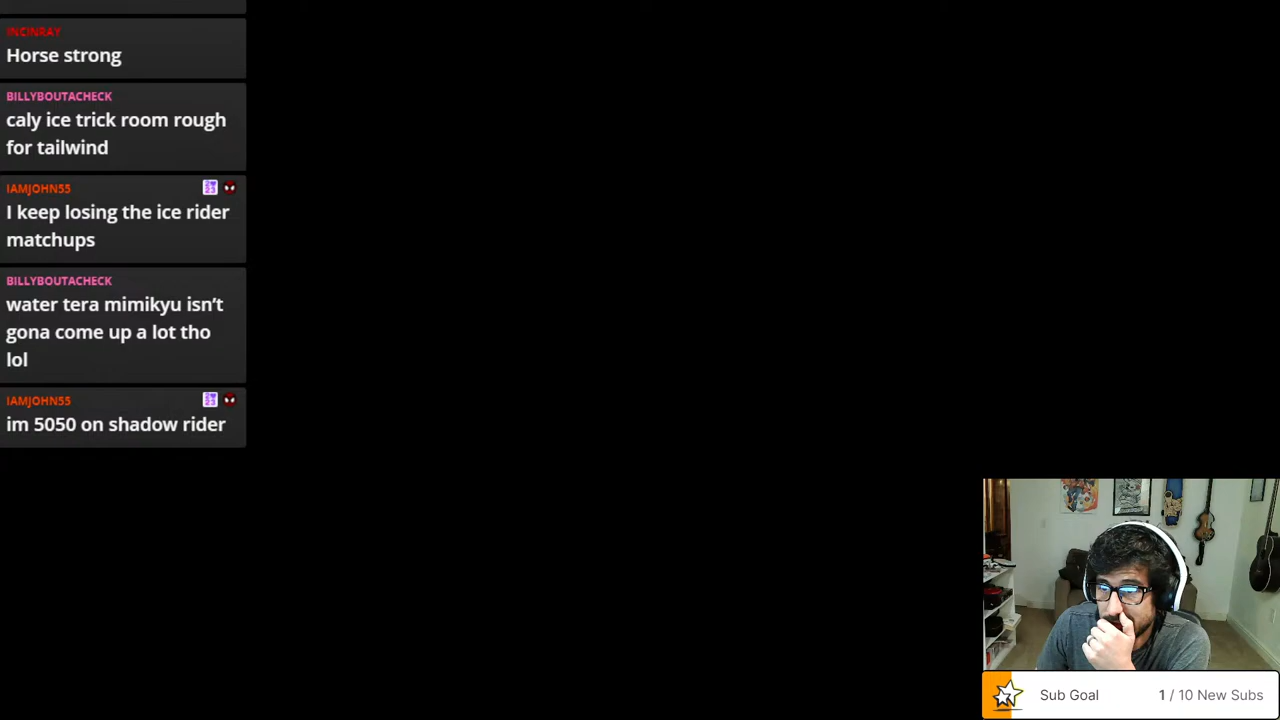 INCINRAY
Horse strong
BILLYBOUTACHECK
caly ice trick room rough
for tailwind
IAMJOHN55
I keep losing the ice rider
matchups
BILLYBOUTACHECK
water tera mimikyu isn't
gona come up a lot tho
lol
IAMJOHN55
im 5050 on shadow rider
Sub Goal 1 / 10 New Subs